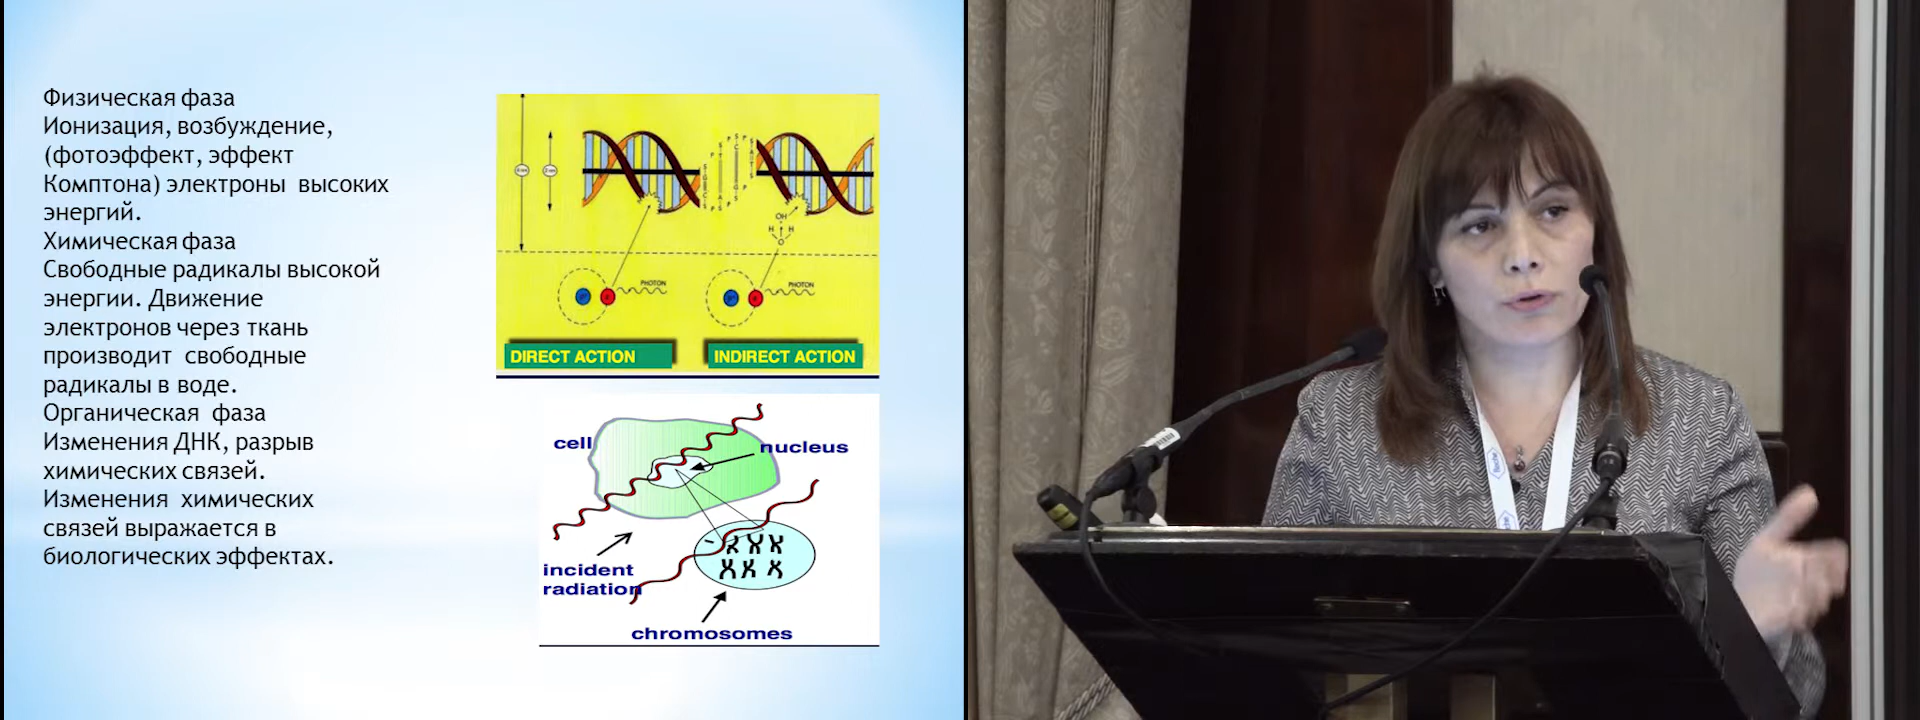 Физическая фаза
Ионизация, возбуждение,
(фотоэффект, эффект
Комптона) электроны высоких
энергий.
Химическая фаза
Свободные радикалы высокой
энергии. Движение
электронов через ткань
производит свободные
радикалы в воде.
Органическая фаза
Изменения ДНК, разрыв
химических связей.
Изменения химических
связей выражается в
биологических эффектах.
OH
H H
O
PHOTON
PHOTON
DIRECT ACTION
INDIRECT ACTION
cell
nucleus
incident
radiation
chromosomes
Roche